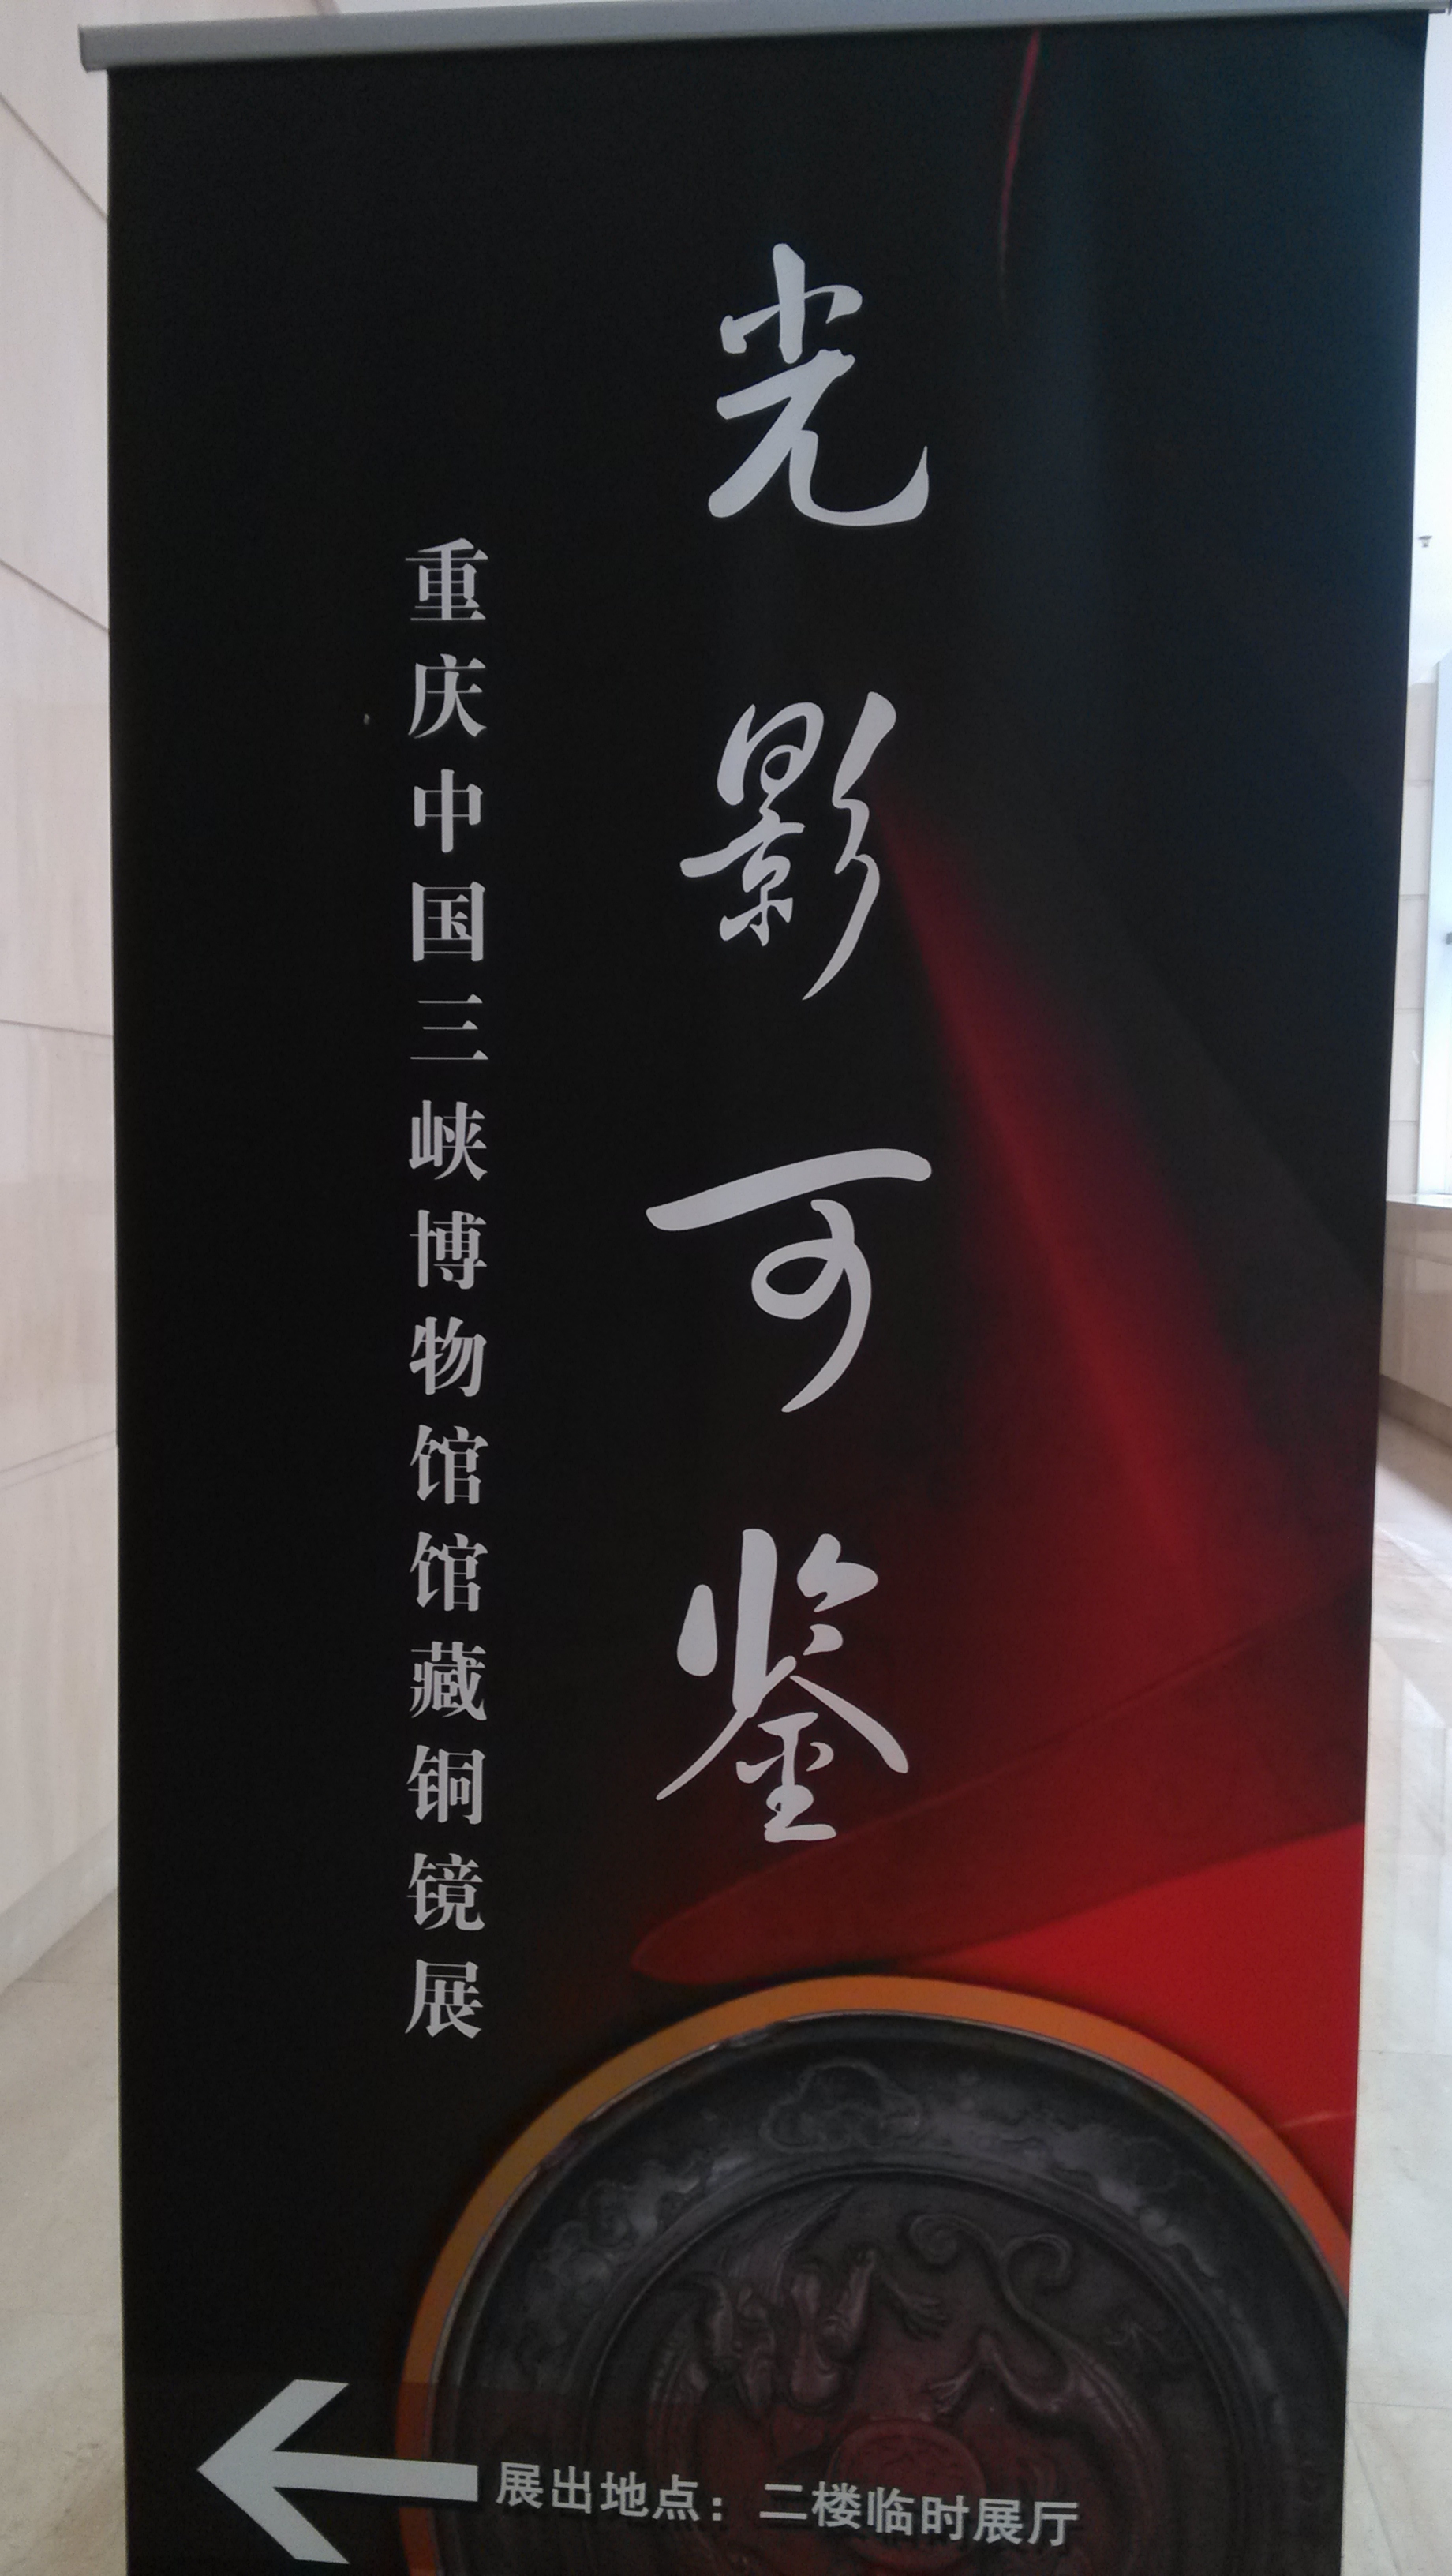 光影可鉴
重庆中国三峡博物馆馆藏铜镜展
展出地点：二楼临时展厅